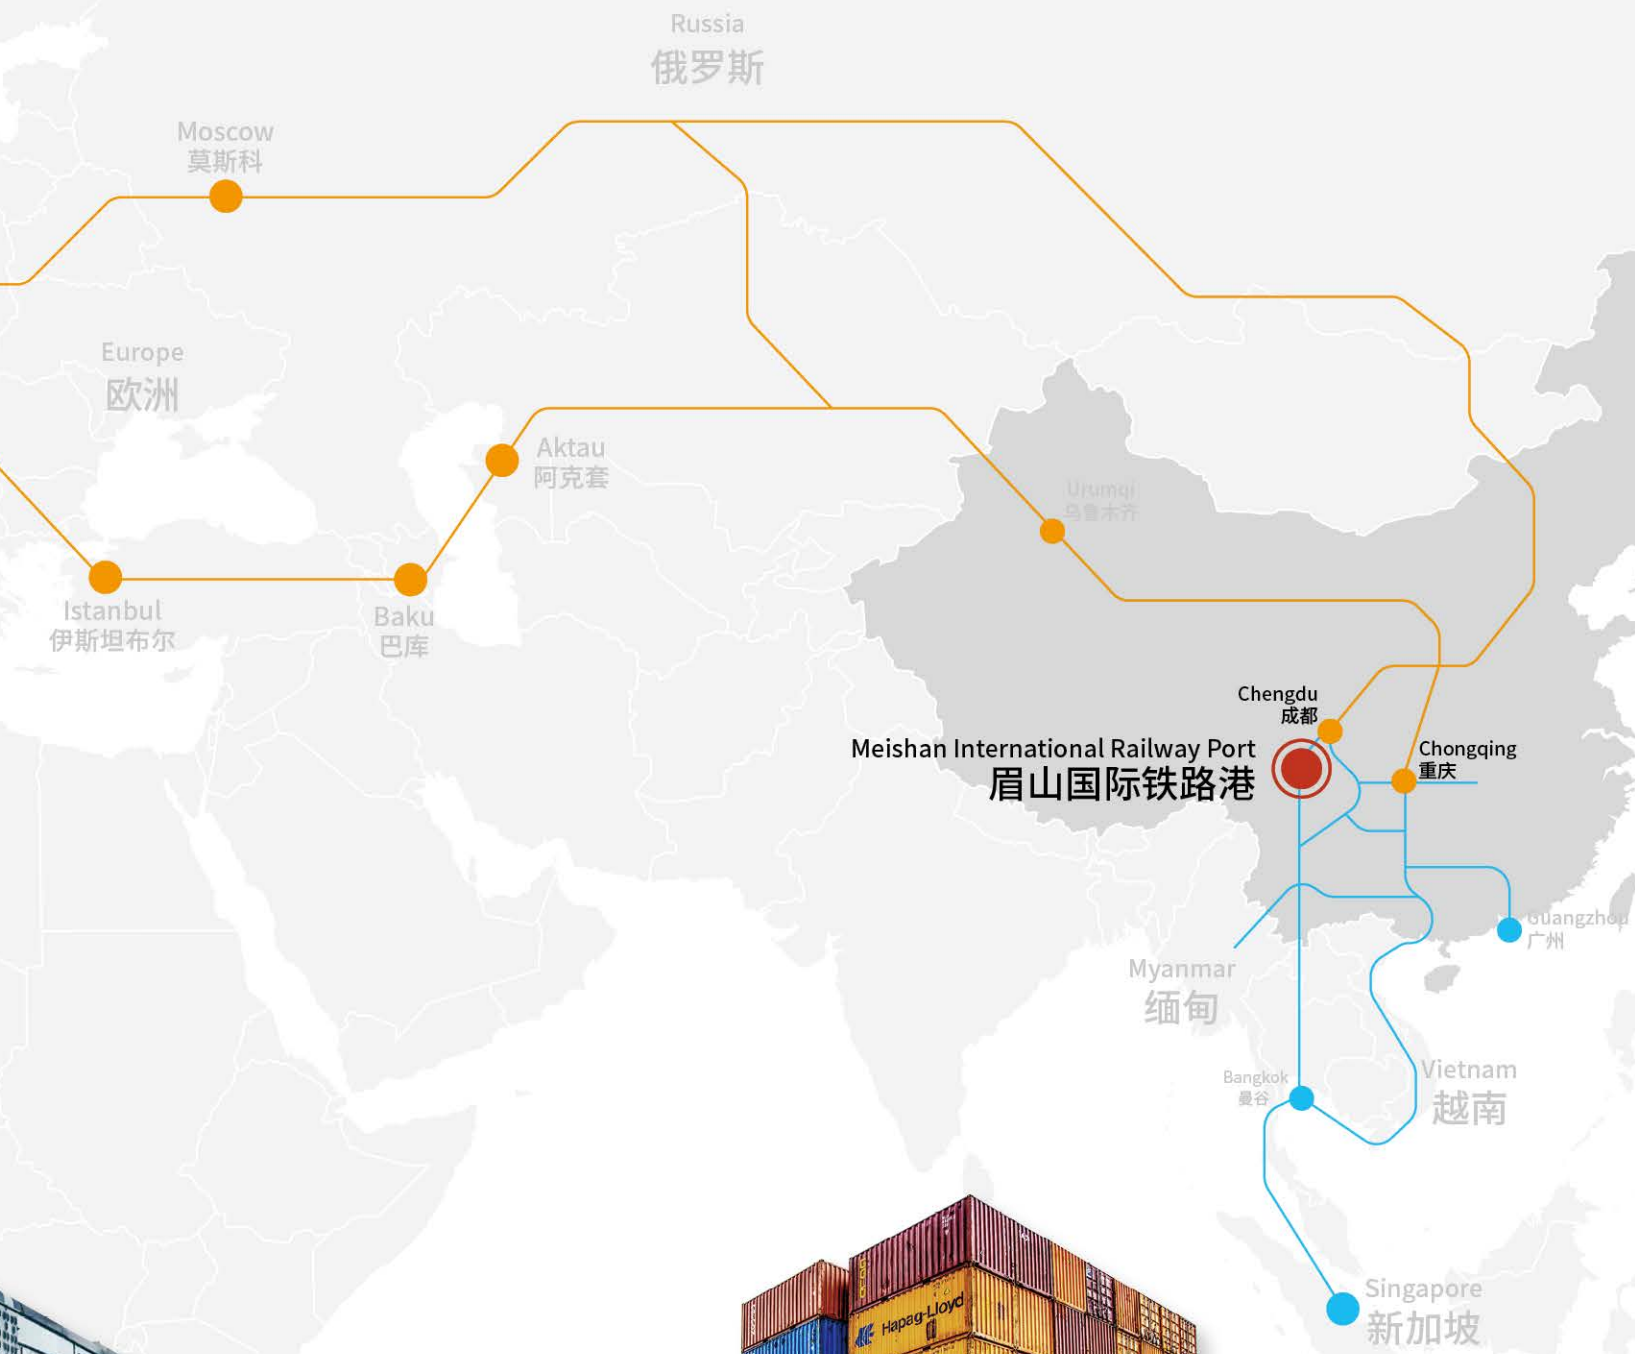 Russia
俄罗斯
Moscow
莫斯科
Europe
欧洲
Aktau
阿克套
Urumqi
乌鲁木齐
Istanbul
伊斯坦布尔
Baku
巴库
Chengdu
成都
Meishan International Railway Port
眉山国际铁路港
Chongqing
重庆
Guangzhou
广州
Myanmar
缅甸
Bangkok
曼谷
Vietnam
越南
Singapore
新加坡
Hapag-Lloyd